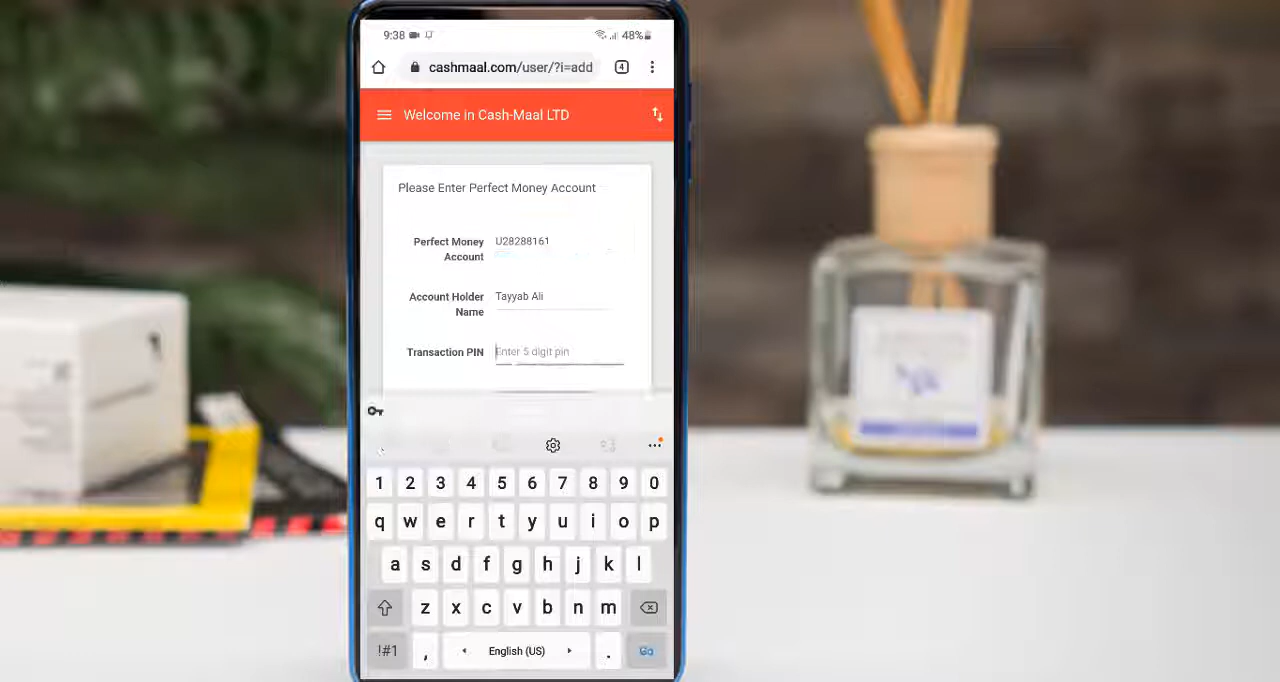 9:38
48%
cashmaal.com/user/?i=add
4
Welcome in Cash-Maal LTD
Please Enter Perfect Money Account
Perfect Money Account
U28288161
Account Holder Name
Tayyab Ali
Transaction PIN
Enter 5 digit pin
1 2 3 4 5 6 7 8 9 0
q w e r t y u i o p
a s d f g h j k l
z x c v b n m
!#1 , English (US) . Go